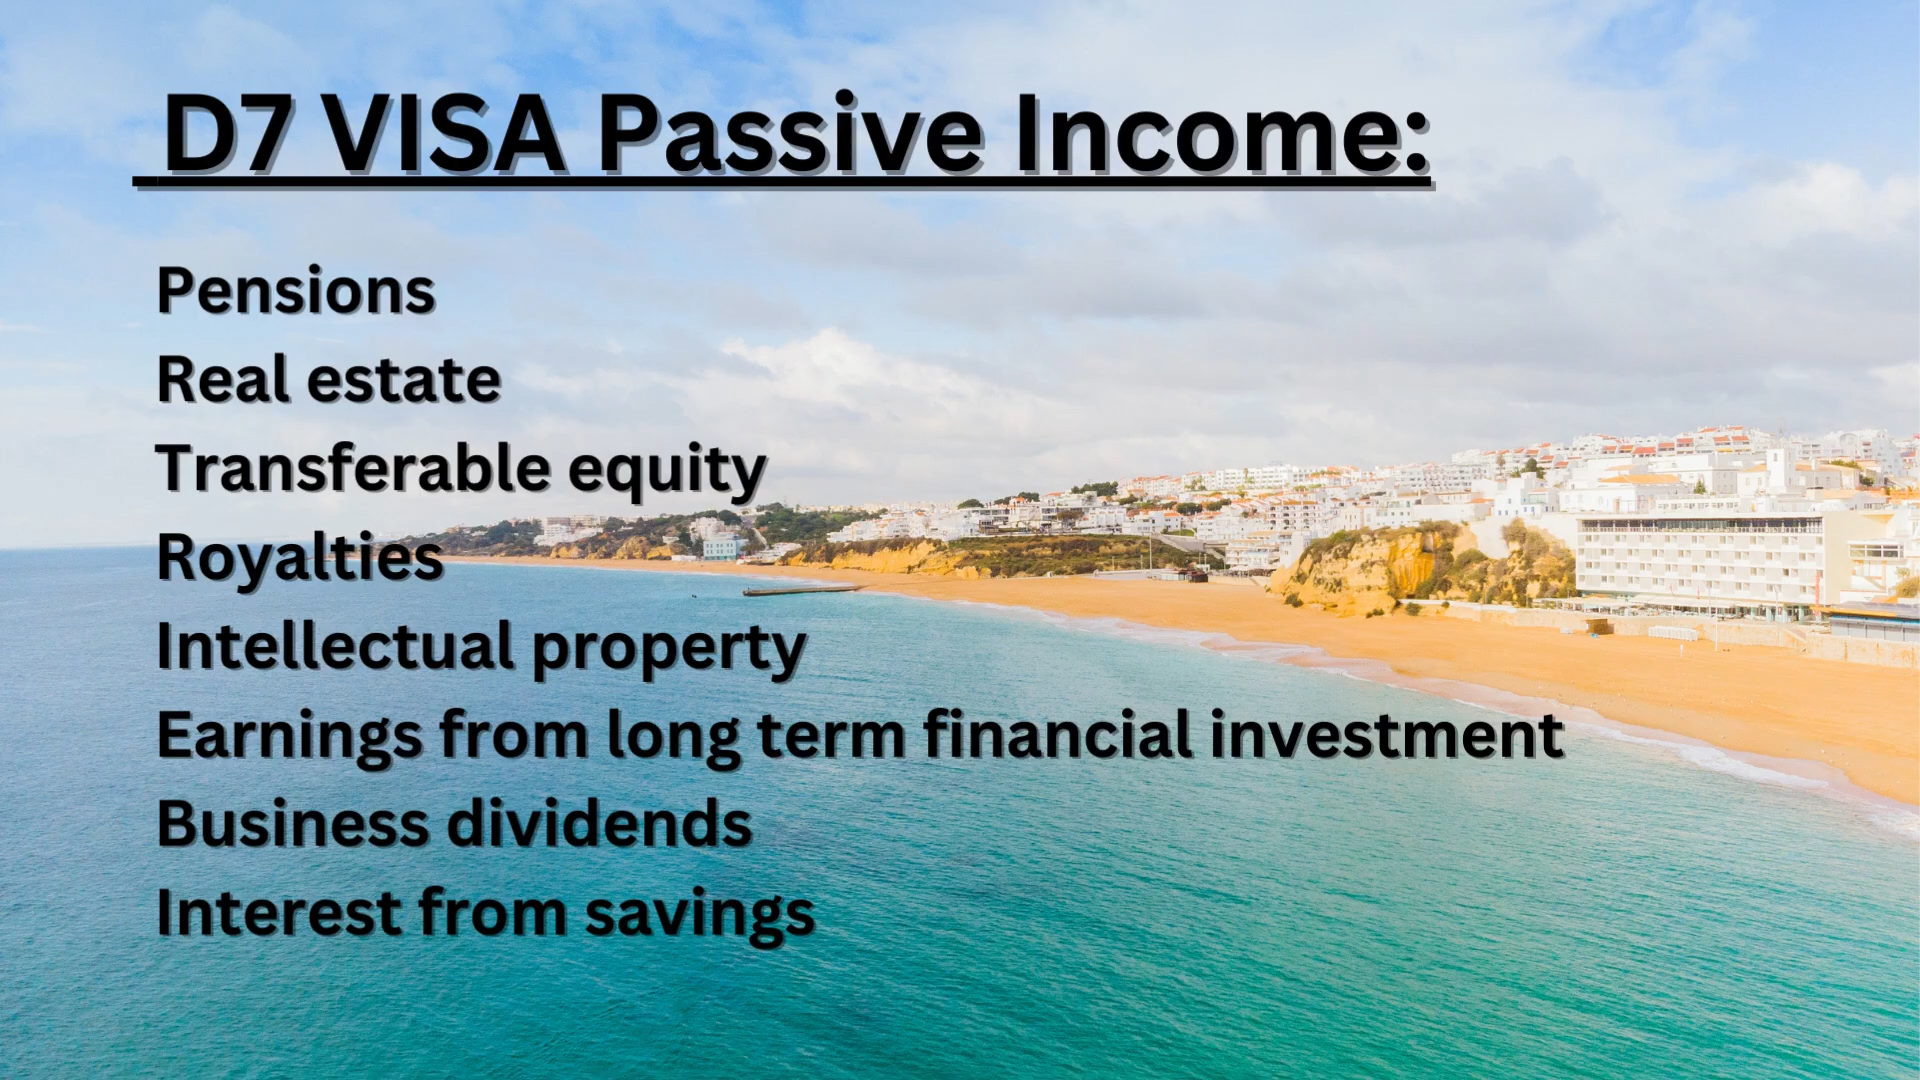 D7 VISA Passive Income:
Pensions
Real estate
Transferable equity
Royalties
Intellectual property
Earnings from long term financial investment
Business dividends
Interest from savings